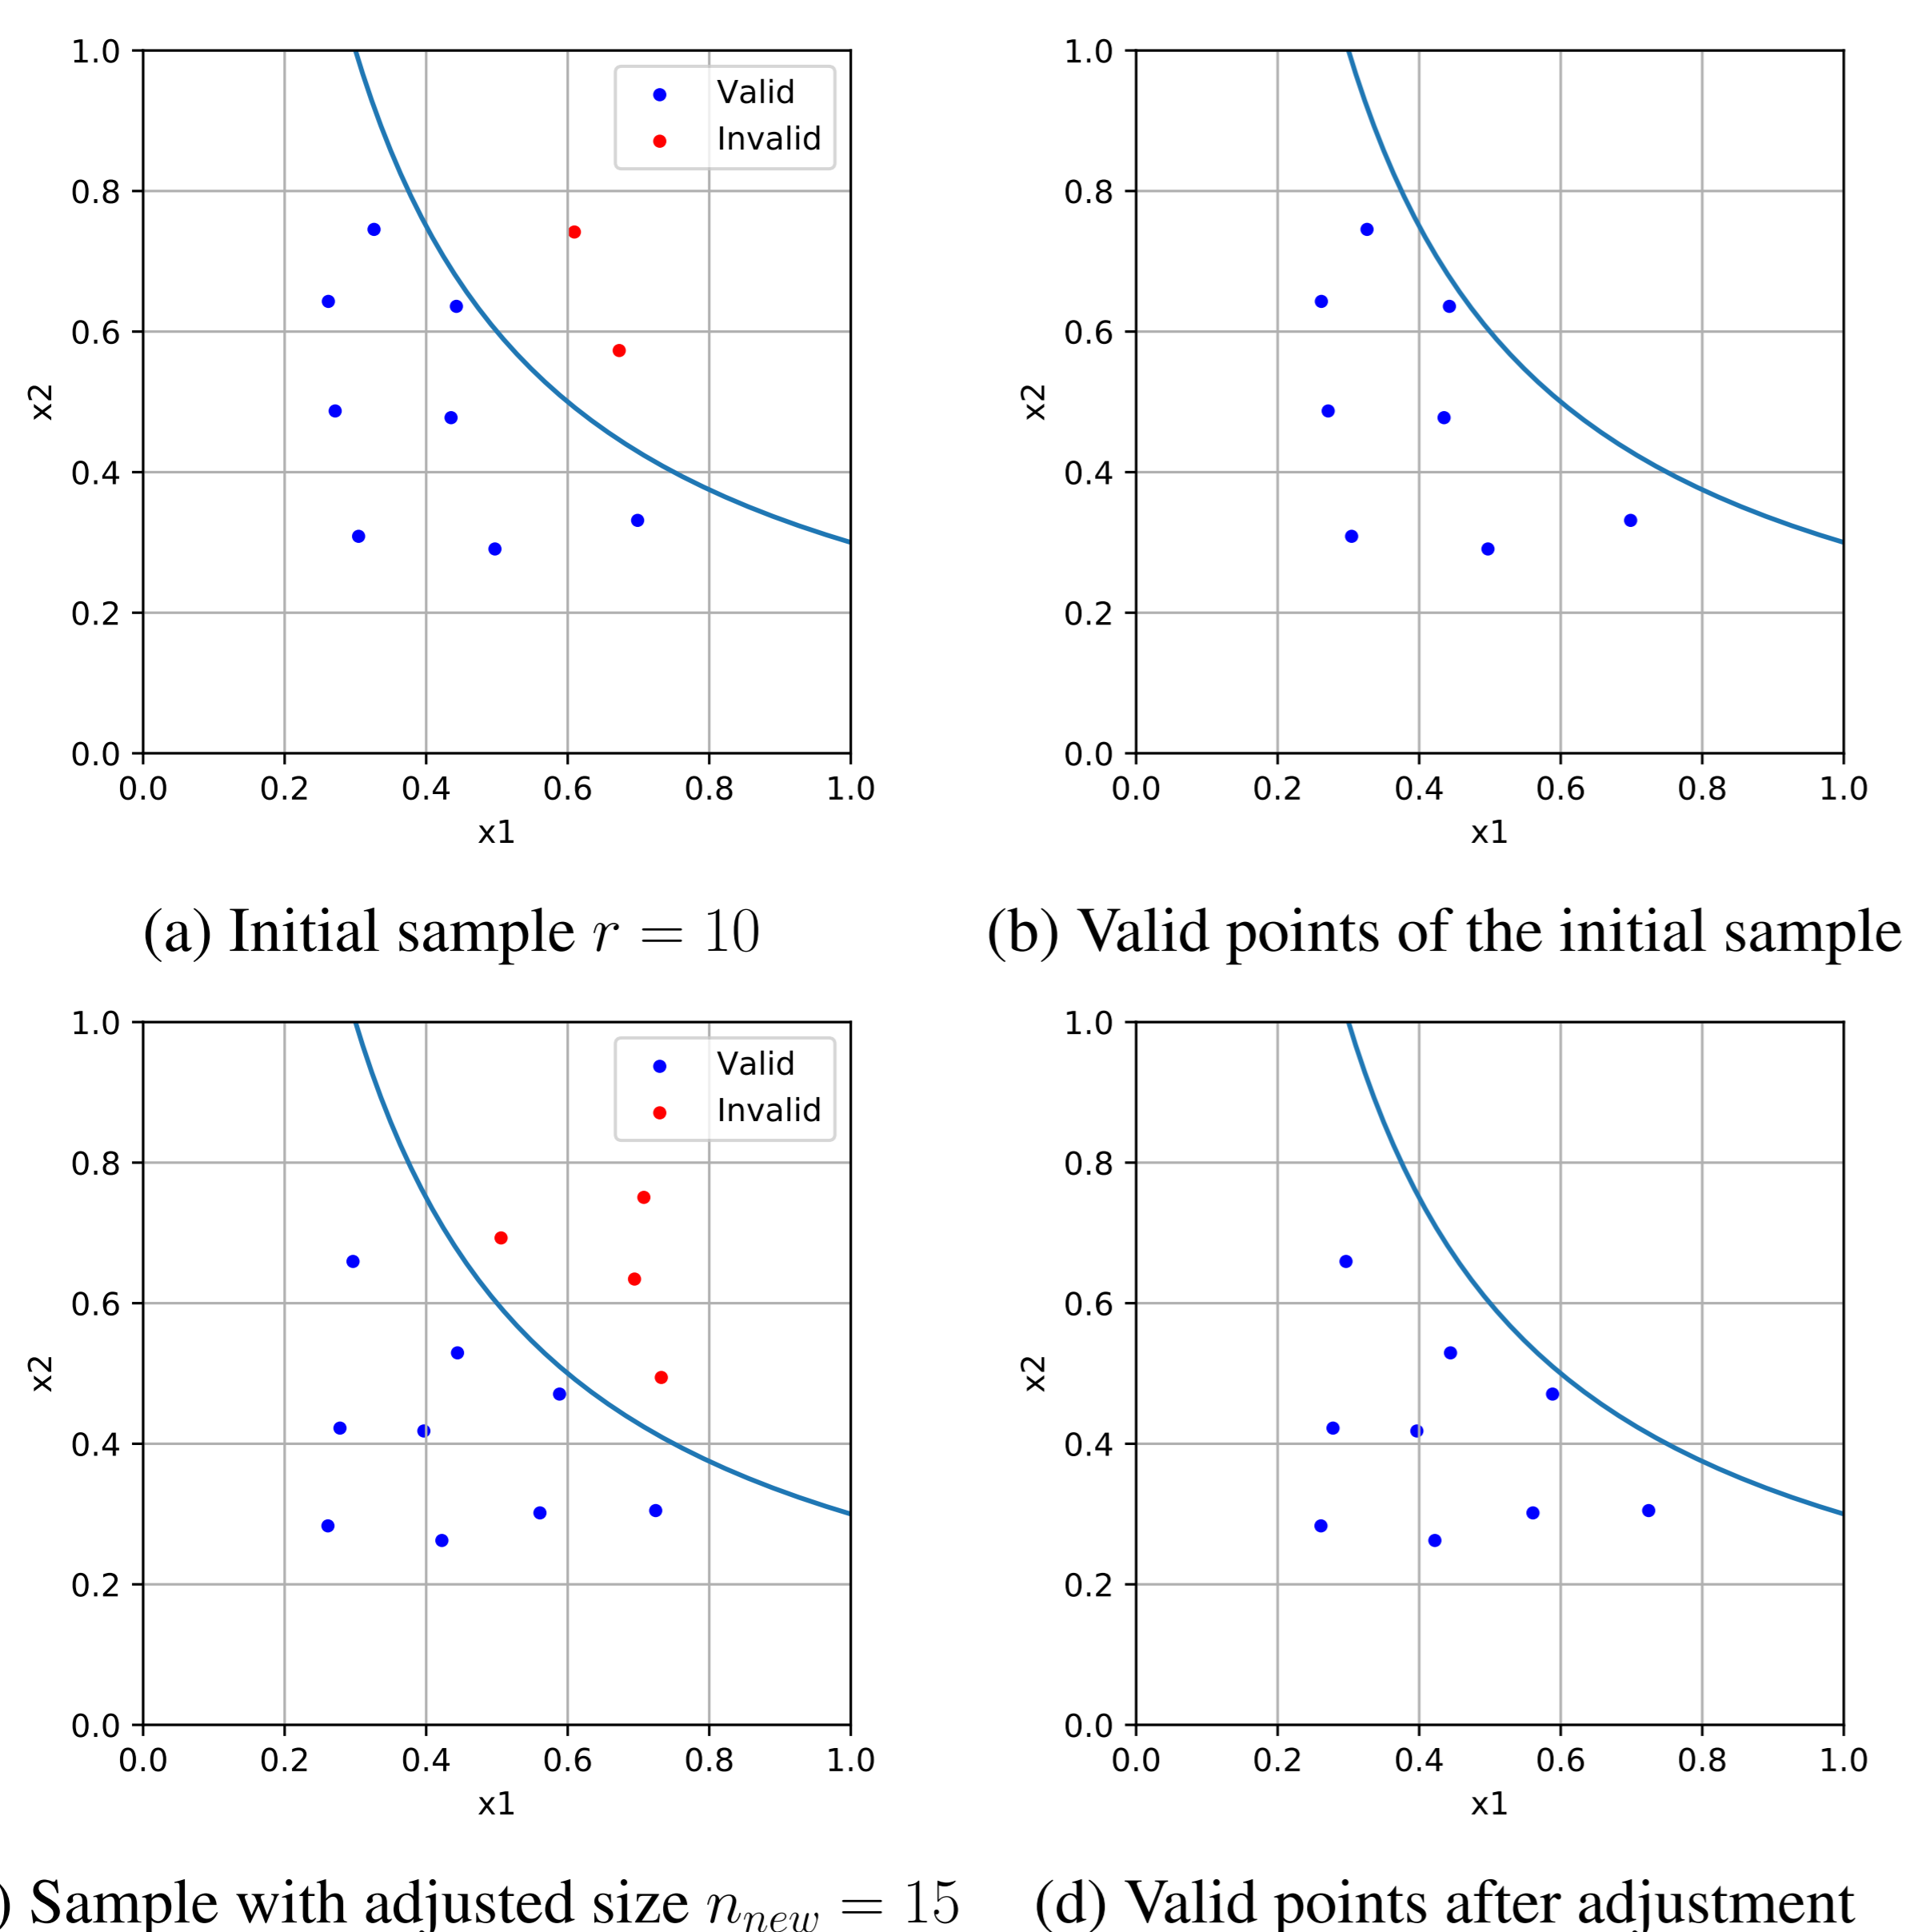 1.0
0.8
0.6
0.4
0.2
0.0
0.0 0.2 0.4 0.6 0.8 1.0
x1
x2
Valid
Invalid
(a) Initial sample r = 10
1.0
0.8
0.6
0.4
0.2
0.0
0.0 0.2 0.4 0.6 0.8 1.0
x1
x2
(b) Valid points of the initial sample
1.0
0.8
0.6
0.4
0.2
0.0
0.0 0.2 0.4 0.6 0.8 1.0
x1
x2
Valid
Invalid
) Sample with adjusted size n_{new} = 15
1.0
0.8
0.6
0.4
0.2
0.0
0.0 0.2 0.4 0.6 0.8 1.0
x1
x2
(d) Valid points after adjustment